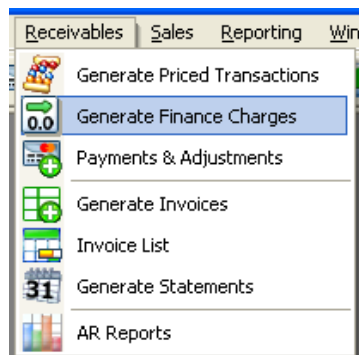 Receivables Sales Reporting Win
Generate Priced Transactions
0.0 Generate Finance Charges
Payments & Adjustments
Generate Invoices
Invoice List
31 Generate Statements
AR Reports